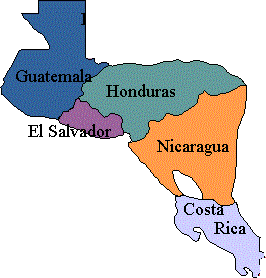 Guatemala
Honduras
El Salvador
Nicaragua
Costa
Rica